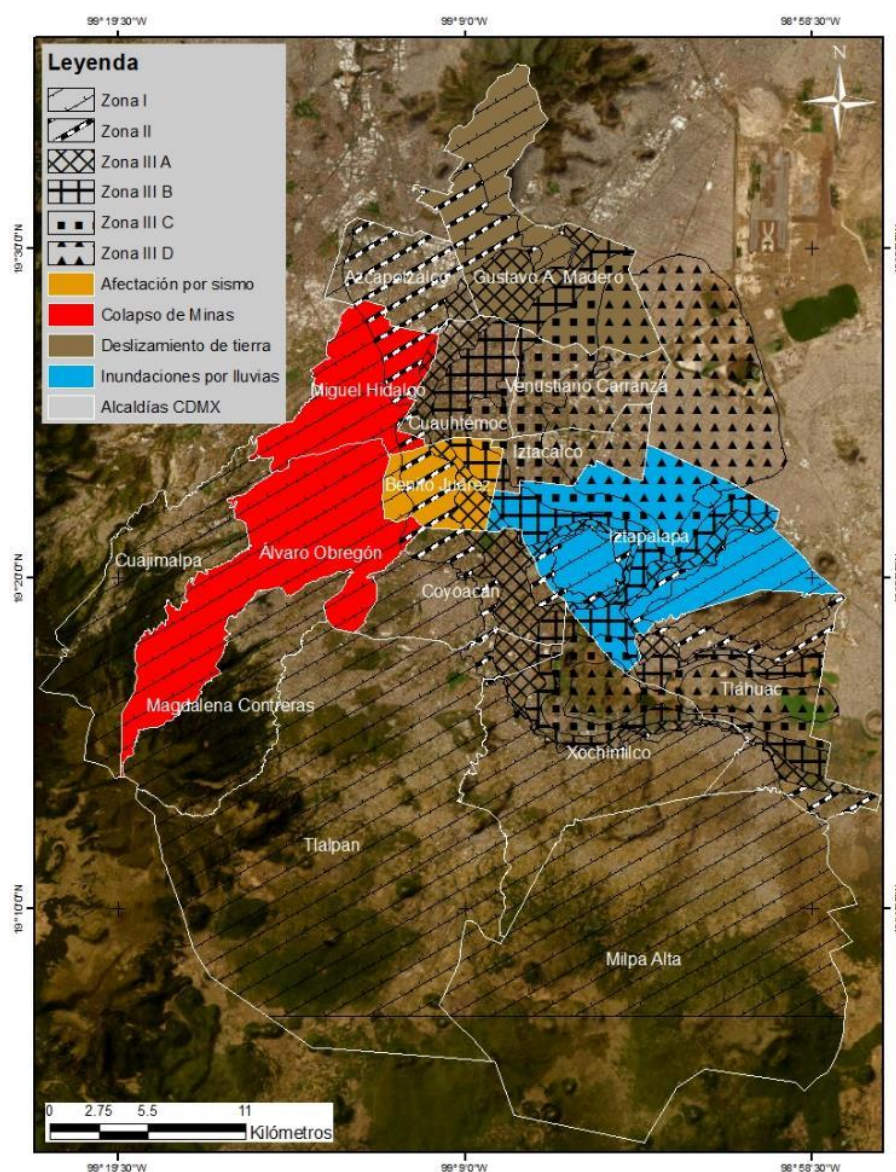 99°19'30"W 99°9'0"W 98°58'30"W
Leyenda
Zona I
Zona II
Zona III A
Zona III B
Zona III C
Zona III D
Afectación por sismo
Colapso de Minas
Deslizamiento de tierra
Inundaciones por lluvias
Alcaldías CDMX
N
19°30'0"N
Azcapotzalco
Gustavo A. Madero
Miguel Hidalgo
Venustiano Carranza
Cuauhtémoc
Iztacalco
Benito Juárez
Iztapalapa
Cuajimalpa
Álvaro Obregón
19°20'0"N
Coyoacán
Tláhuac
Magdalena Contreras
Xochimilco
Tlalpan
19°10'0"N
Milpa Alta
0 2.75 5.5 11
Kilómetros
99°19'30"W 99°9'0"W 98°58'30"W